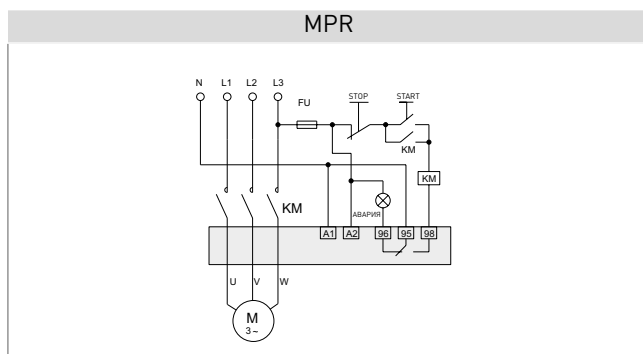 MPR
N L1 L2 L3
FU
STOP START
KM
KM
KM
АВАРИЯ
A1 A2 96 95 98
U V W
M
3 ~